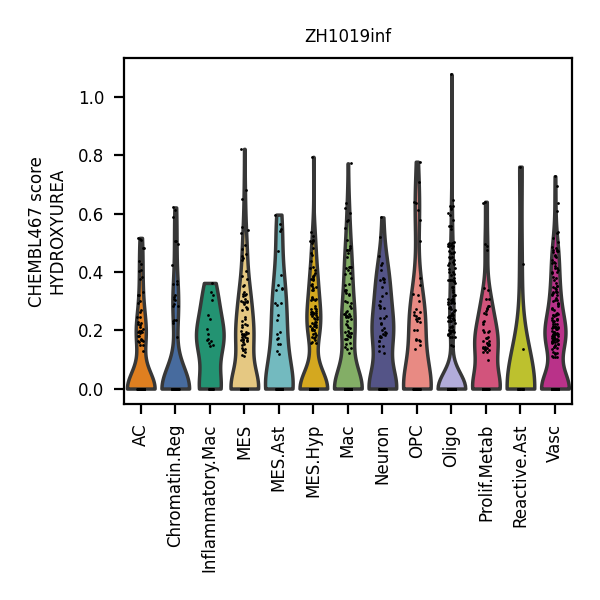 ZH1019inf
CHEMBL467 score
HYDROXYUREA
1.0
0.8
0.6
0.4
0.2
0.0
AC
Chromatin.Reg
Inflammatory.Mac
MES
MES.Ast
MES.Hyp
Mac
Neuron
OPC
Oligo
Prolif.Metab
Reactive.Ast
Vasc